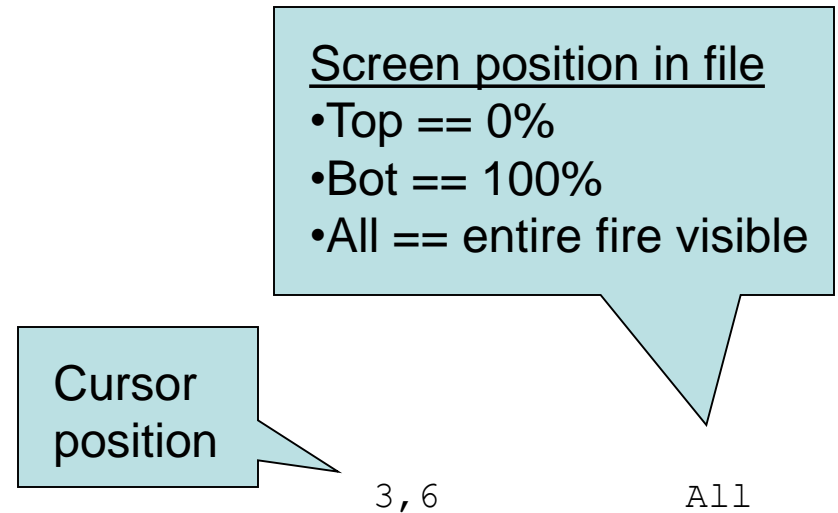 Screen position in file
•Top == 0%
•Bot == 100%
•All == entire fire visible
Cursor
position
3,6 All